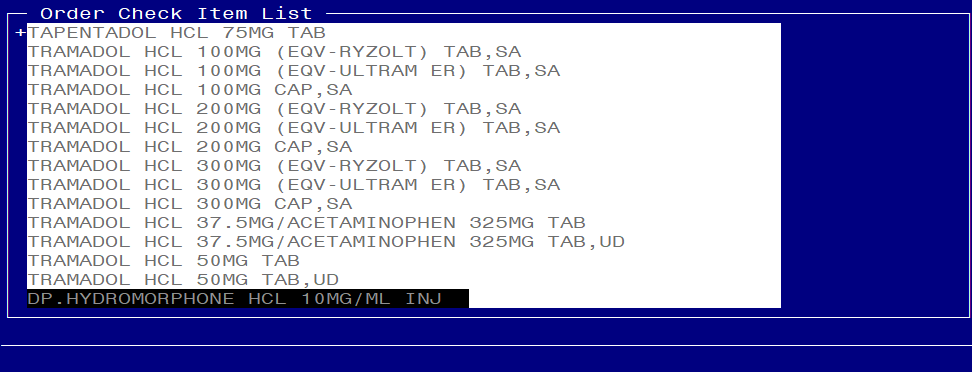 Order Check Item List
+TAPENTADOL HCL 75MG TAB
TRAMADOL HCL 100MG (EQV-RYZOLT) TAB,SA
TRAMADOL HCL 100MG (EQV-ULTRAM ER) TAB,SA
TRAMADOL HCL 100MG CAP,SA
TRAMADOL HCL 200MG (EQV-RYZOLT) TAB,SA
TRAMADOL HCL 200MG (EQV-ULTRAM ER) TAB,SA
TRAMADOL HCL 200MG CAP,SA
TRAMADOL HCL 300MG (EQV-RYZOLT) TAB,SA
TRAMADOL HCL 300MG (EQV-ULTRAM ER) TAB,SA
TRAMADOL HCL 300MG CAP,SA
TRAMADOL HCL 37.5MG/ACETAMINOPHEN 325MG TAB
TRAMADOL HCL 37.5MG/ACETAMINOPHEN 325MG TAB,UD
TRAMADOL HCL 50MG TAB
TRAMADOL HCL 50MG TAB,UD
DP.HYDROMORPHONE HCL 10MG/ML INJ